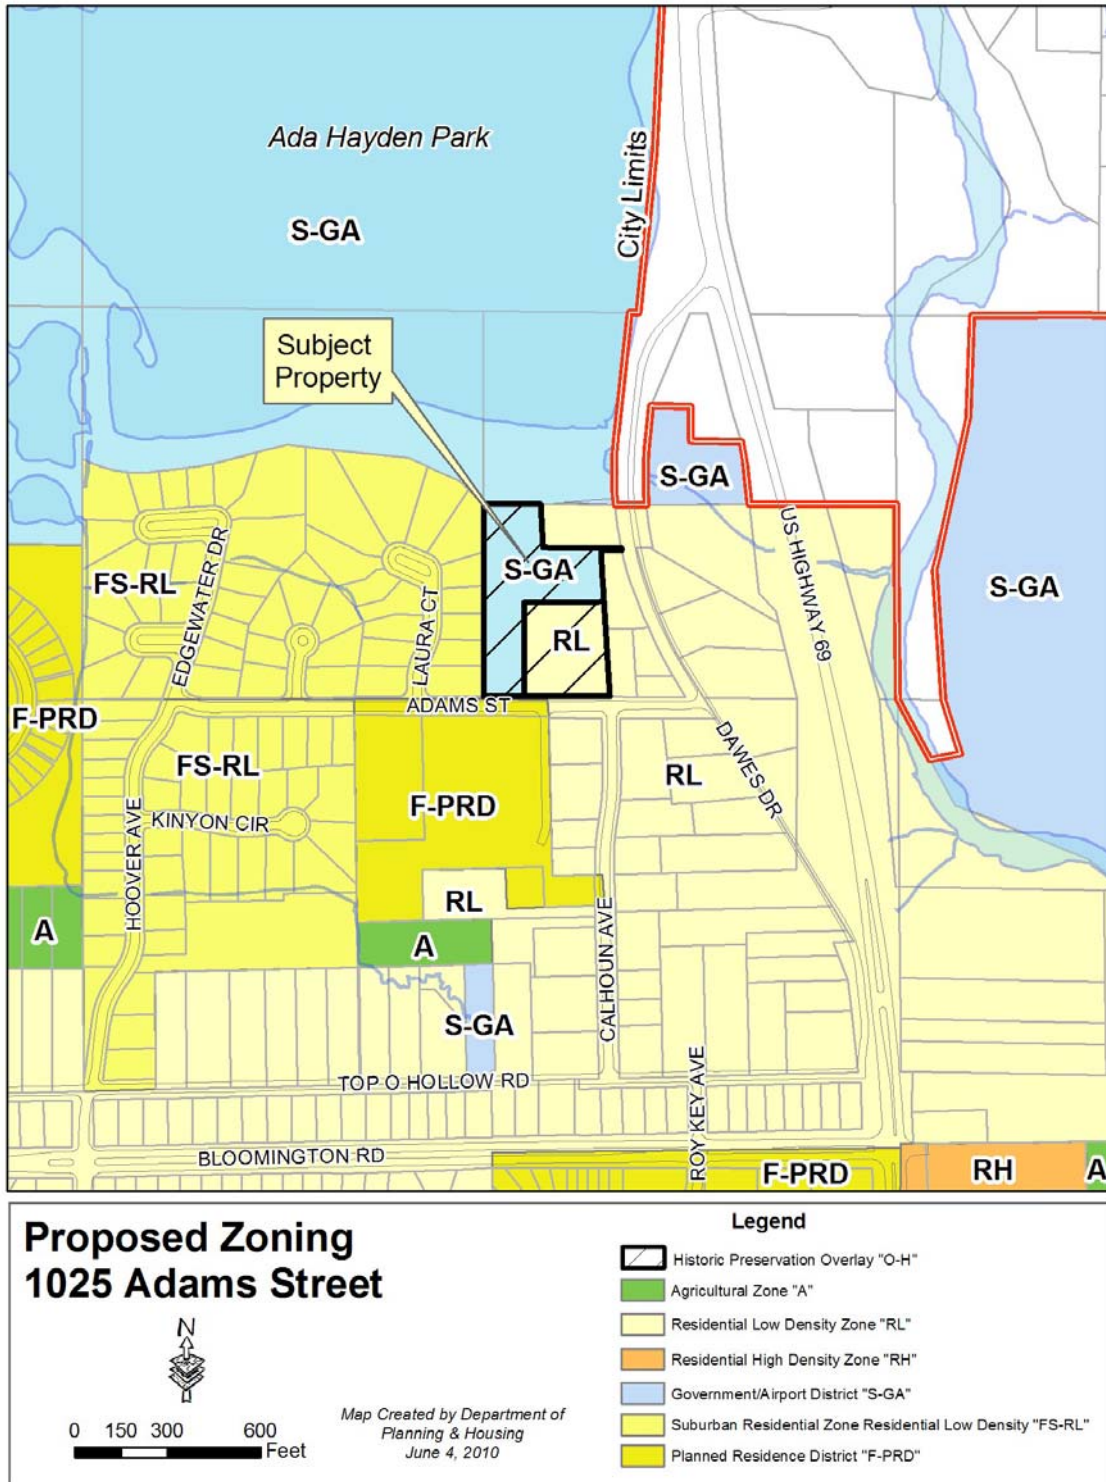 Ada Hayden Park
S-GA
City Limits
Subject
Property
S-GA
US HIGHWAY 69
S-GA
FS-RL
EDGEWATER DR
LAURA CT
S-GA
RL
ADAMS ST
F-PRD
FS-RL
KINYON CIR
HOOVER AVE
F-PRD
RL
DAWES DR
A
RL
A
CALHOUN AVE
S-GA
TOP O HOLLOW RD
ROY KEY AVE
BLOOMINGTON RD
F-PRD
RH
A
Proposed Zoning
1025 Adams Street
N
0 150 300 600
Feet
Map Created by Department of
Planning & Housing
June 4, 2010
Legend
Historic Preservation Overlay "O-H"
Agricultural Zone "A"
Residential Low Density Zone "RL"
Residential High Density Zone "RH"
Government/Airport District "S-GA"
Suburban Residential Zone Residential Low Density "FS-RL"
Planned Residence District "F-PRD"